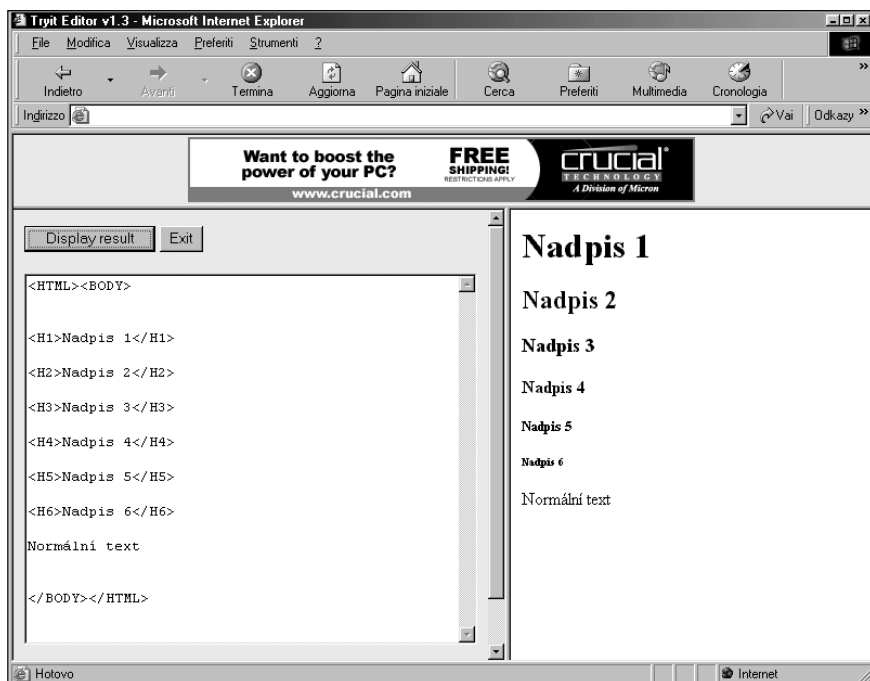 Tryit Editor v1.3 - Microsoft Internet Explorer
File Modifica Visualizza Preferiti Strumenti ?
Indietro Avanti Termina Aggiorna Pagina iniziale Cerca Preferiti Multimedia Cronologia »
Indirizzo Vai Odkazy »
Want to boost the
power of your PC?
www.crucial.com
FREE
SHIPPING!
RESTRICTIONS APPLY
crucial
TECHNOLOGY
A Division of Micron
Display result Exit
<HTML><BODY>
<H1>Nadpis 1</H1>
<H2>Nadpis 2</H2>
<H3>Nadpis 3</H3>
<H4>Nadpis 4</H4>
<H5>Nadpis 5</H5>
<H6>Nadpis 6</H6>
Normální text
</BODY></HTML>
Nadpis 1
Nadpis 2
Nadpis 3
Nadpis 4
Nadpis 5
Nadpis 6
Normální text
Hotovo Internet